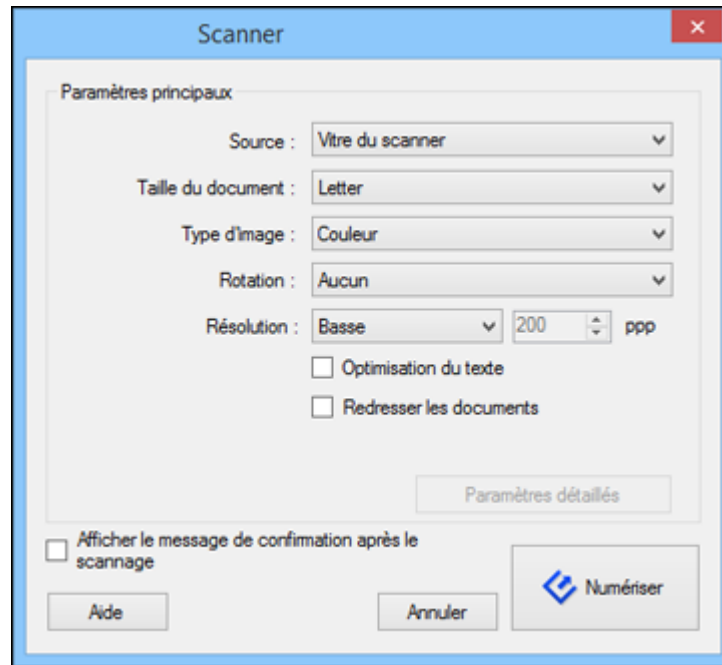 Scanner
Paramètres principaux
Source : Vitre du scanner
Taille du document : Letter
Type d'image : Couleur
Rotation : Aucun
Résolution : Basse 200 ppp
Optimisation du texte
Redresser les documents
Paramètres détaillés
Afficher le message de confirmation après le
scannage
Numériser
Aide Annuler